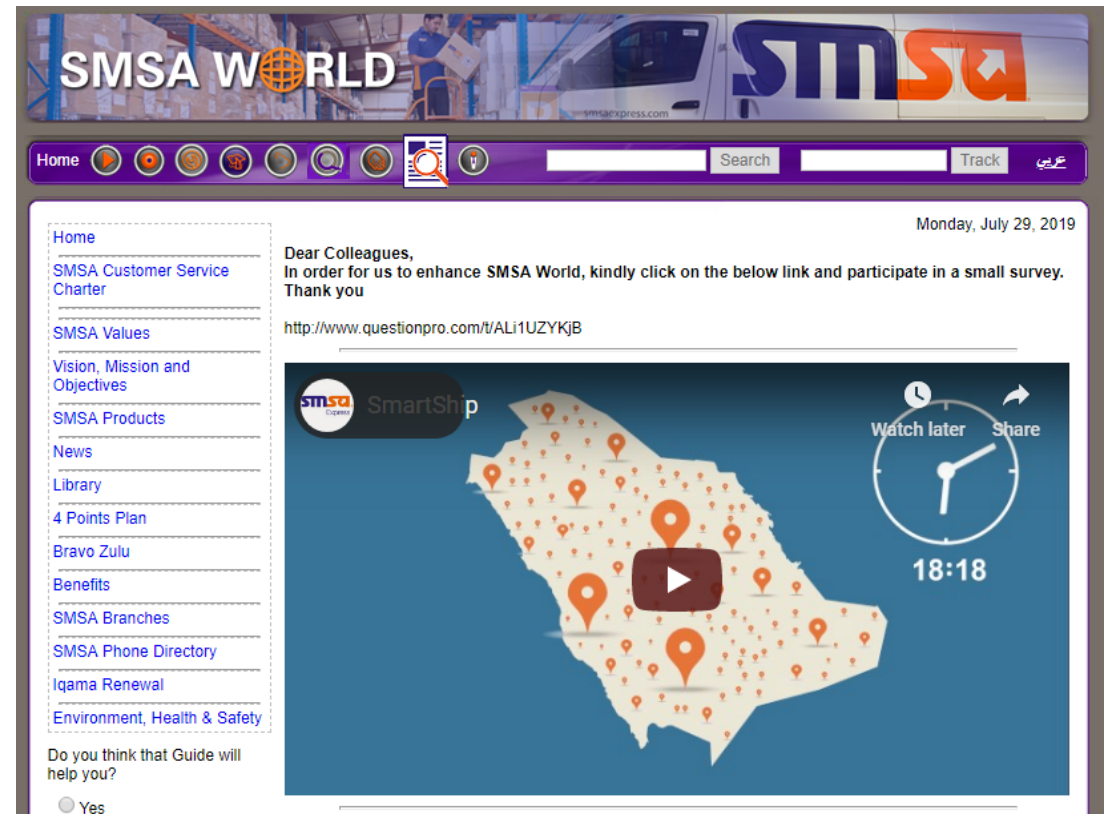 SMSA WORLD
smsa
smsaexpress.com
Home
Search
Track
عربي
Monday, July 29, 2019
Home
SMSA Customer Service
Charter
SMSA Values
Vision, Mission and
Objectives
SMSA Products
News
Library
4 Points Plan
Bravo Zulu
Benefits
SMSA Branches
SMSA Phone Directory
Iqama Renewal
Environment, Health & Safety
Do you think that Guide will
help you?
Yes
Dear Colleagues,
In order for us to enhance SMSA World, kindly click on the below link and participate in a small survey.
Thank you
http://www.questionpro.com/t/ALi1UZYKjB
smsa
Express
SmartShip
Watch later
Share
18:18